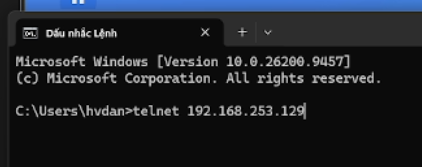 Dấu nhắc Lệnh
Microsoft Windows [Version 10.0.26200.9457]
(c) Microsoft Corporation. All rights reserved.
C:\Users\hvdan>telnet 192.168.253.129